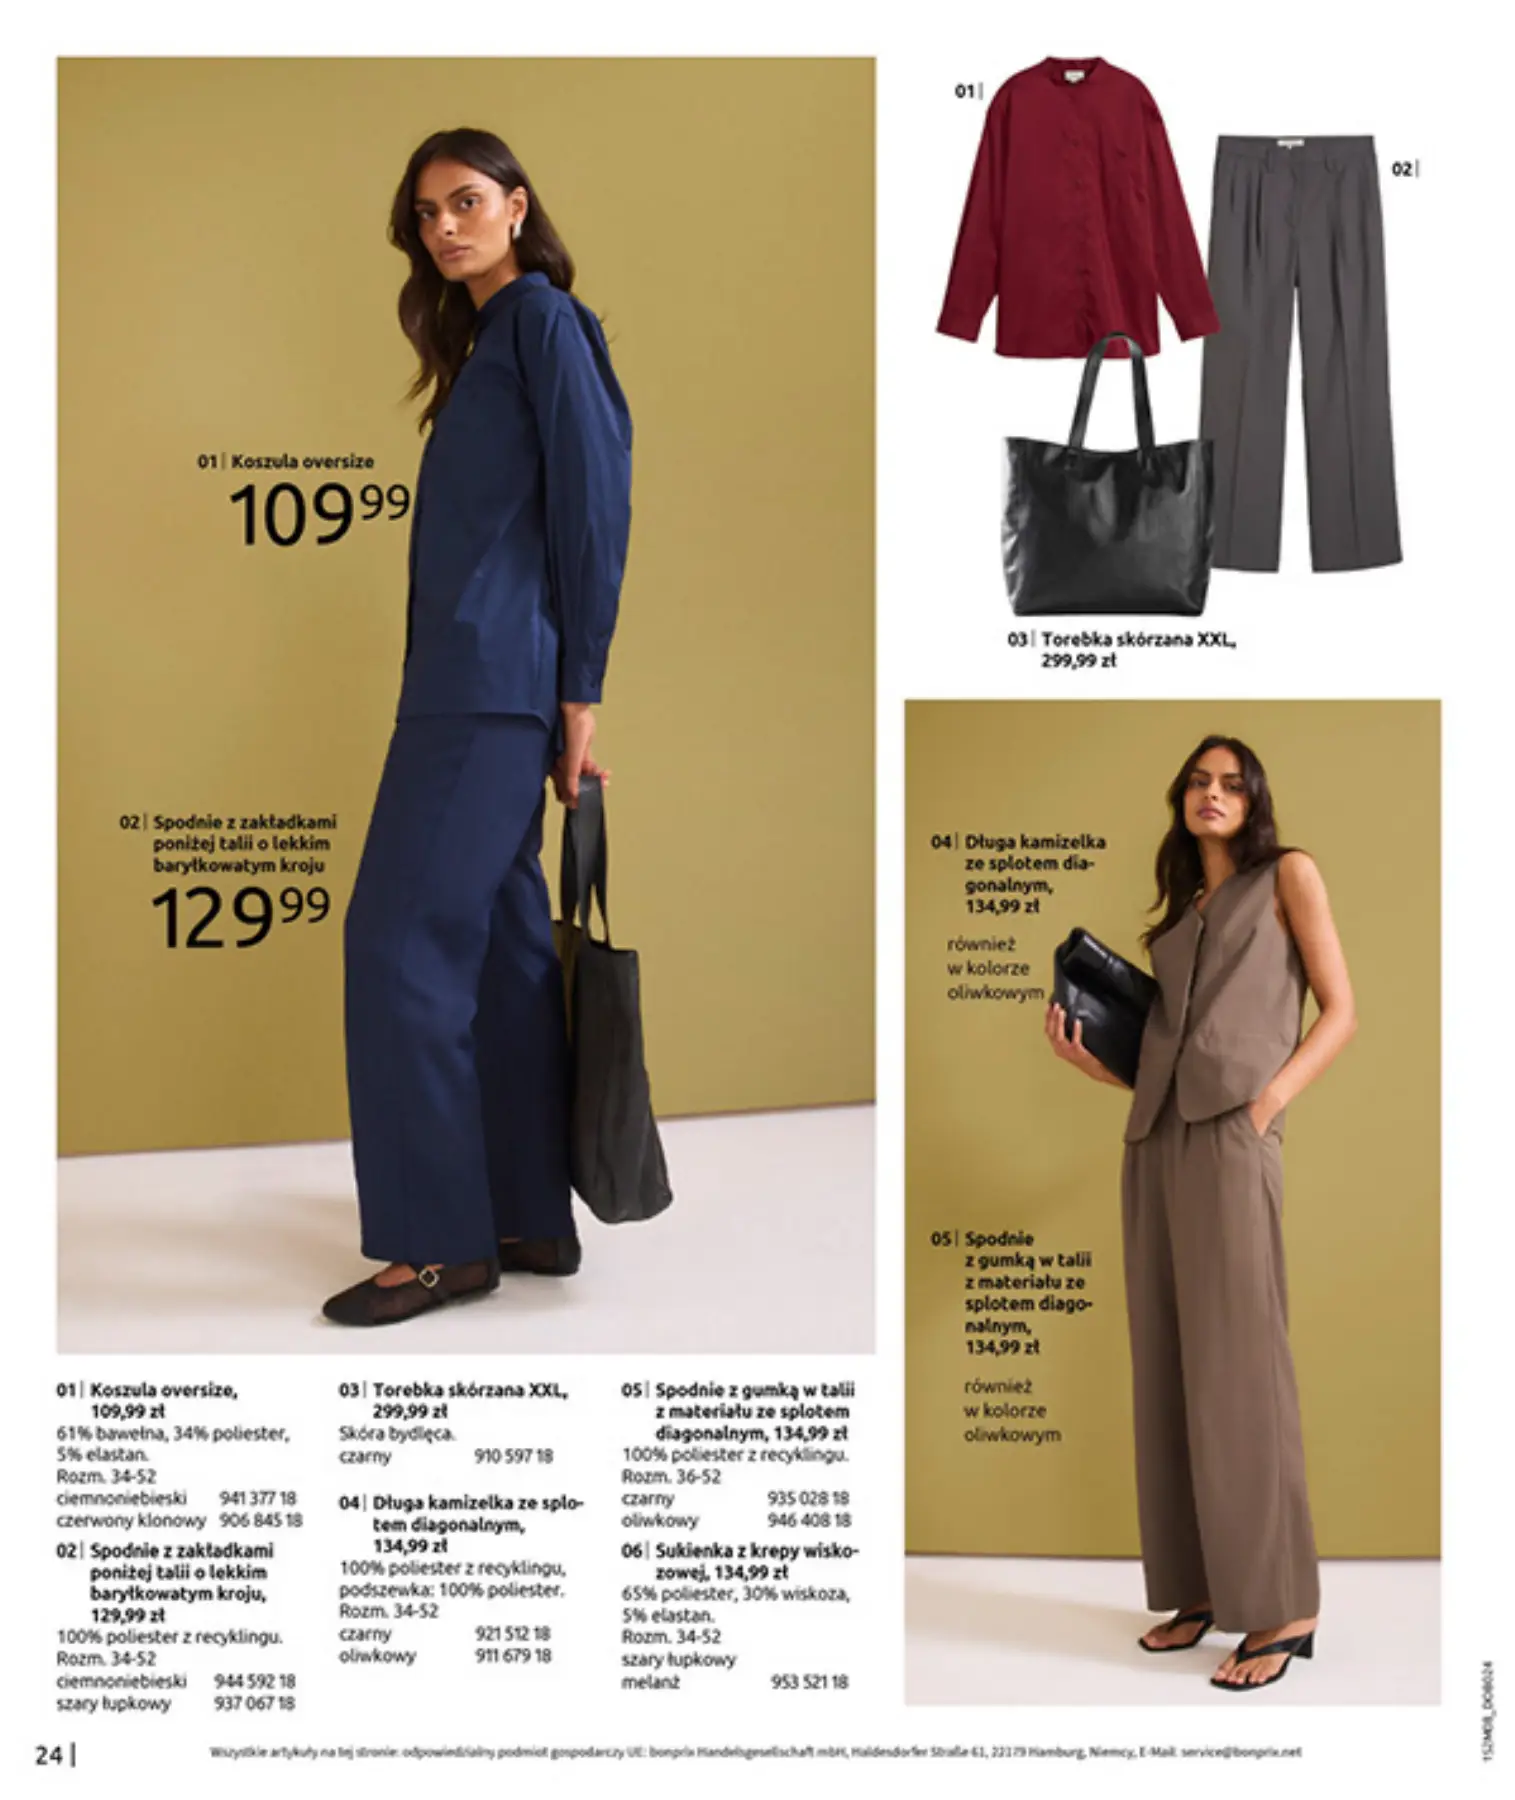 01| Koszula oversize
109 99
02| Spodnie z zakładkami
poniżej talii o lekkim
baryłkowatym kroju
129 99
01|
02|
03| Torebka skórzana XXL,
299,99 zł
04| Długa kamizelka
ze splotem dia-
gonalnym,
134,99 zł
również
w kolorze
oliwkowym
05| Spodnie
z gumką w talii
z materiału ze
splotem diago-
nalnym,
134,99 zł
również
w kolorze
oliwkowym
01| Koszula oversize,
109,99 zł
61% bawełna, 34% poliester,
5% elastan.
Rozm. 34-52
ciemnoniebieski 941 377 18
czerwony klonowy 906 845 18
02| Spodnie z zakładkami
poniżej talii o lekkim
baryłkowatym kroju,
129,99 zł
100% poliester z recyklingu.
Rozm. 34-52
ciemnoniebieski 944 592 18
szary łupkowy 937 067 18
03| Torebka skórzana XXL,
299,99 zł
Skóra bydlęca.
czarny 910 597 18
04| Długa kamizelka ze splo-
tem diagonalnym,
134,99 zł
100% poliester z recyklingu,
podszewka: 100% poliester.
Rozm. 34-52
czarny 921 512 18
oliwkowy 911 679 18
05| Spodnie z gumką w talii
z materiału ze splotem
diagonalnym, 134,99 zł
100% poliester z recyklingu.
Rozm. 36-52
czarny 935 028 18
oliwkowy 946 408 18
06| Sukienka z krepy wisko-
zowej, 134,99 zł
65% poliester, 30% wiskoza,
5% elastan.
Rozm. 34-52
szary łupkowy
melanż 953 521 18
24|
Wszystkie artykuły na tej stronie: odpowiedzialny podmiot gospodarczy UE: bonprix Handelsgesellschaft mbH, Haldesdorfer Straße 61, 22179 Hamburg, Niemcy, E-Mail: service@bonprix.net
152M08_DOB024